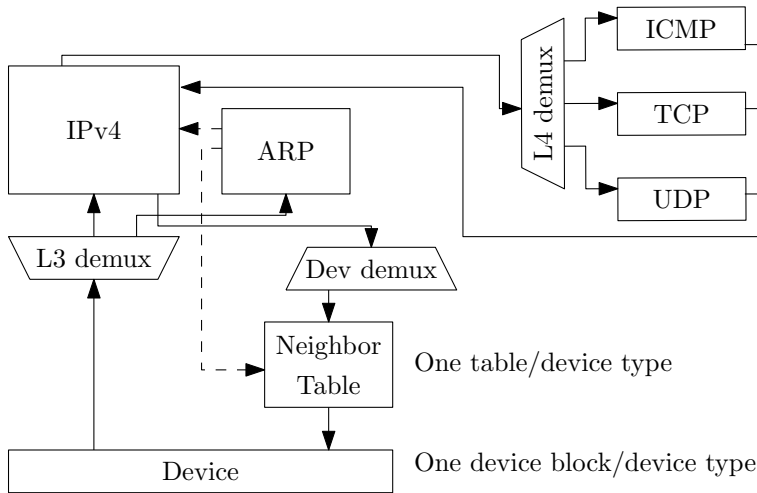 ICMP
L4 demux
IPv4
TCP
ARP
UDP
L3 demux
Dev demux
Neighbor
Table
One table/device type
Device
One device block/device type